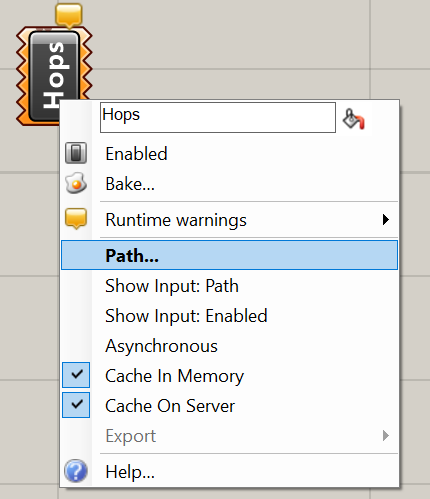 Hops
Hops
Enabled
Bake...
Runtime warnings
Path...
Show Input: Path
Show Input: Enabled
Asynchronous
Cache In Memory
Cache On Server
Export
Help...